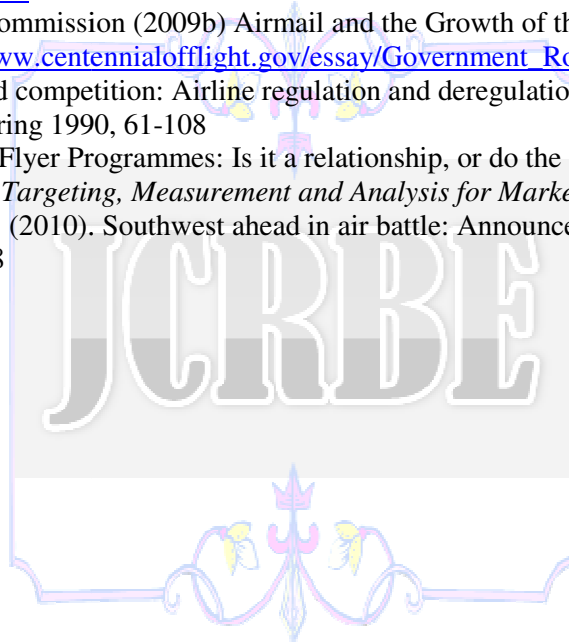 ommission (2009b) Airmail and the Growth of th
ww.centennialofflight.gov/essay/Government_Ro
d competition: Airline regulation and deregulatio
ring 1990, 61-108
Flyer Programmes: Is it a relationship, or do the
Targeting, Measurement and Analysis for Marke
(2010). Southwest ahead in air battle: Announce
8
JCRBE